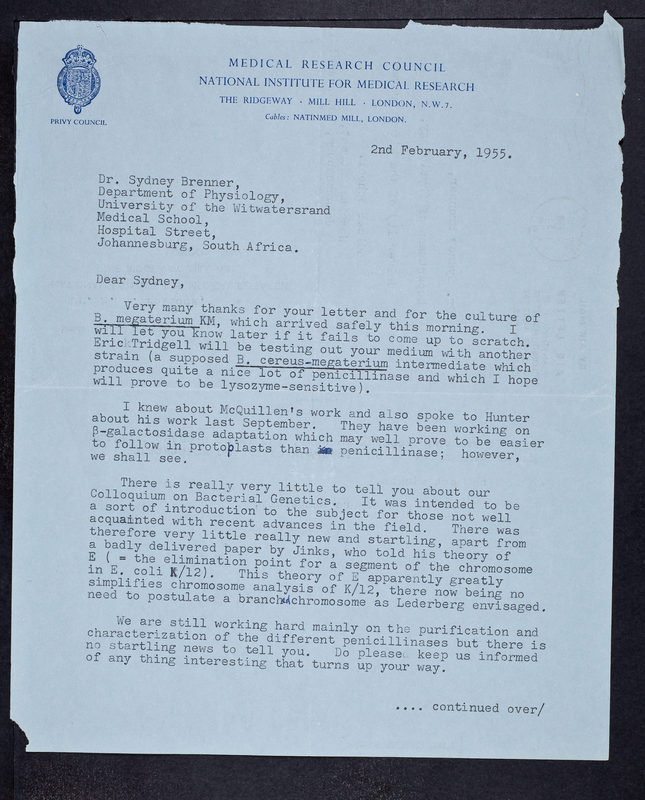 MEDICAL RESEARCH COUNCIL
NATIONAL INSTITUTE FOR MEDICAL RESEARCH
THE RIDGEWAY · MILL HILL · LONDON, N.W.7.
Cables: NATINMED MILL, LONDON.
PRIVY COUNCIL
2nd February, 1955.
Dr. Sydney Brenner,
Department of Physiology,
University of the Witwatersrand
Medical School,
Hospital Street,
Johannesburg, South Africa.
Dear Sydney,
Very many thanks for your letter and for the culture of
B. megaterium KM, which arrived safely this morning. I
will let you know later if it fails to come up to scratch.
Eric Tridgell will be testing out your medium with another
strain (a supposed B. cereus-megaterium intermediate which
produces quite a nice lot of penicillinase and which I hope
will prove to be lysozyme-sensitive).
I knew about McQuillen's work and also spoke to Hunter
about his work last September. They have been working on
β-galactosidase adaptation which may well prove to be easier
to follow in protoplasts than in penicillinase; however,
we shall see.
There is really very little to tell you about our
Colloquium on Bacterial Genetics. It was intended to be
a sort of introduction to the subject for those not well
acquainted with recent advances in the field. There was
therefore very little really new and startling, apart from
a badly delivered paper by Jinks, who told his theory of
E ( = the elimination point for a segment of the chromosome
in E. coli K/12). This theory of E apparently greatly
simplifies chromosome analysis of K/12, there now being no
need to postulate a branched chromosome as Lederberg envisaged.
We are still working hard mainly on the purification and
characterization of the different penicillinases but there is
no startling news to tell you. Do please keep us informed
of any thing interesting that turns up your way.
.... continued over/